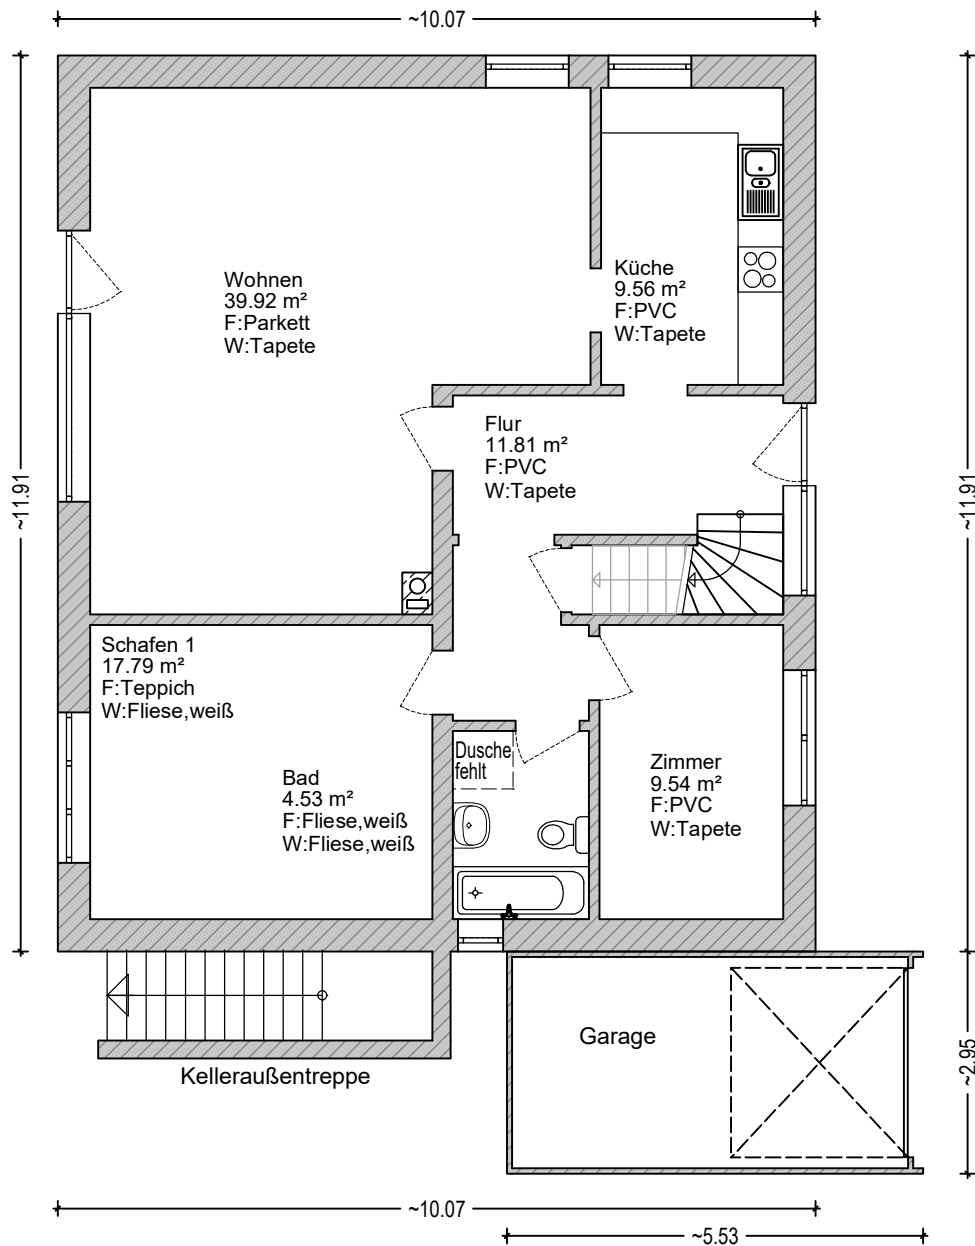 ~10.07
Wohnen
39.92 m²
F:Parkett
W:Tapete
Küche
9.56 m²
F:PVC
W:Tapete
Flur
11.81 m²
F:PVC
W:Tapete
~11.91
~11.91
Schafen 1
17.79 m²
F:Teppich
W:Fliese,weiß
Bad
4.53 m²
F:Fliese,weiß
W:Fliese,weiß
Dusche
fehlt
Zimmer
9.54 m²
F:PVC
W:Tapete
Garage
~2.95
Kelleraußentreppe
~10.07
~5.53